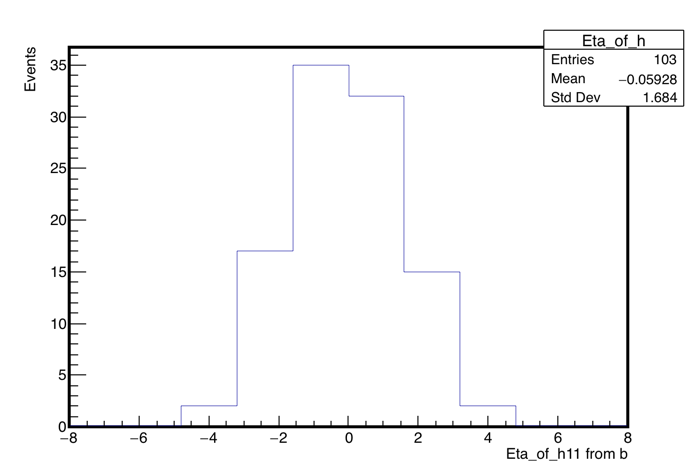 Eta_of_h
Entries 103
Mean −0.05928
Std Dev 1.684
Events
35
30
25
20
15
10
5
0
−8 −6 −4 −2 0 2 4 6 8
Eta_of_h11 from b